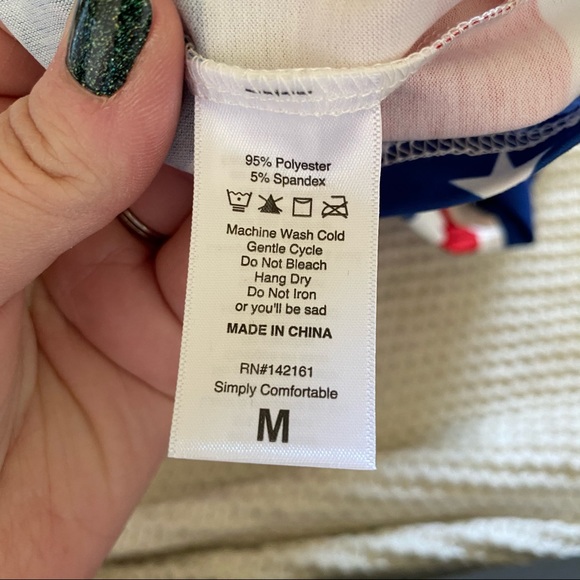 95% Polyester
5% Spandex
Machine Wash Cold
Gentle Cycle
Do Not Bleach
Hang Dry
Do Not Iron
or you'll be sad
MADE IN CHINA
RN#142161
Simply Comfortable
M